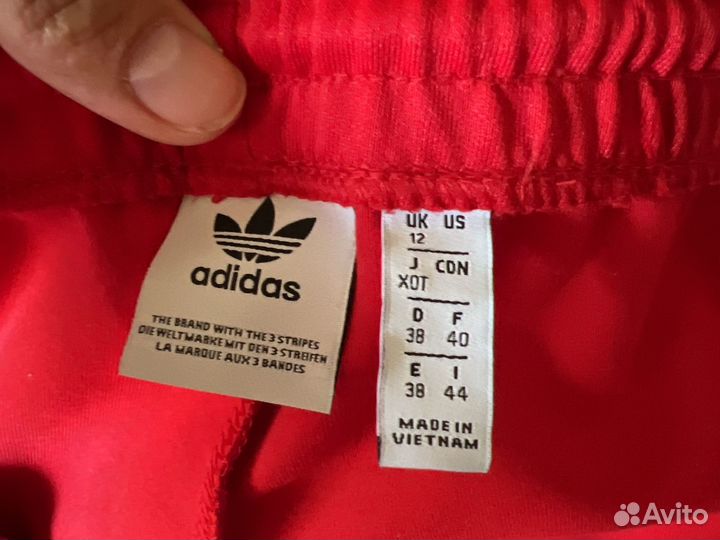 adidas
THE BRAND WITH THE 3 STRIPES
DIE WELTMARKE MIT DEN 3 STREIFEN
LA MARQUE AUX 3 BANDES
UK US
12
J CDN
XOT
D F
38 40
E I
38 44
MADE IN
VIETNAM
Avito